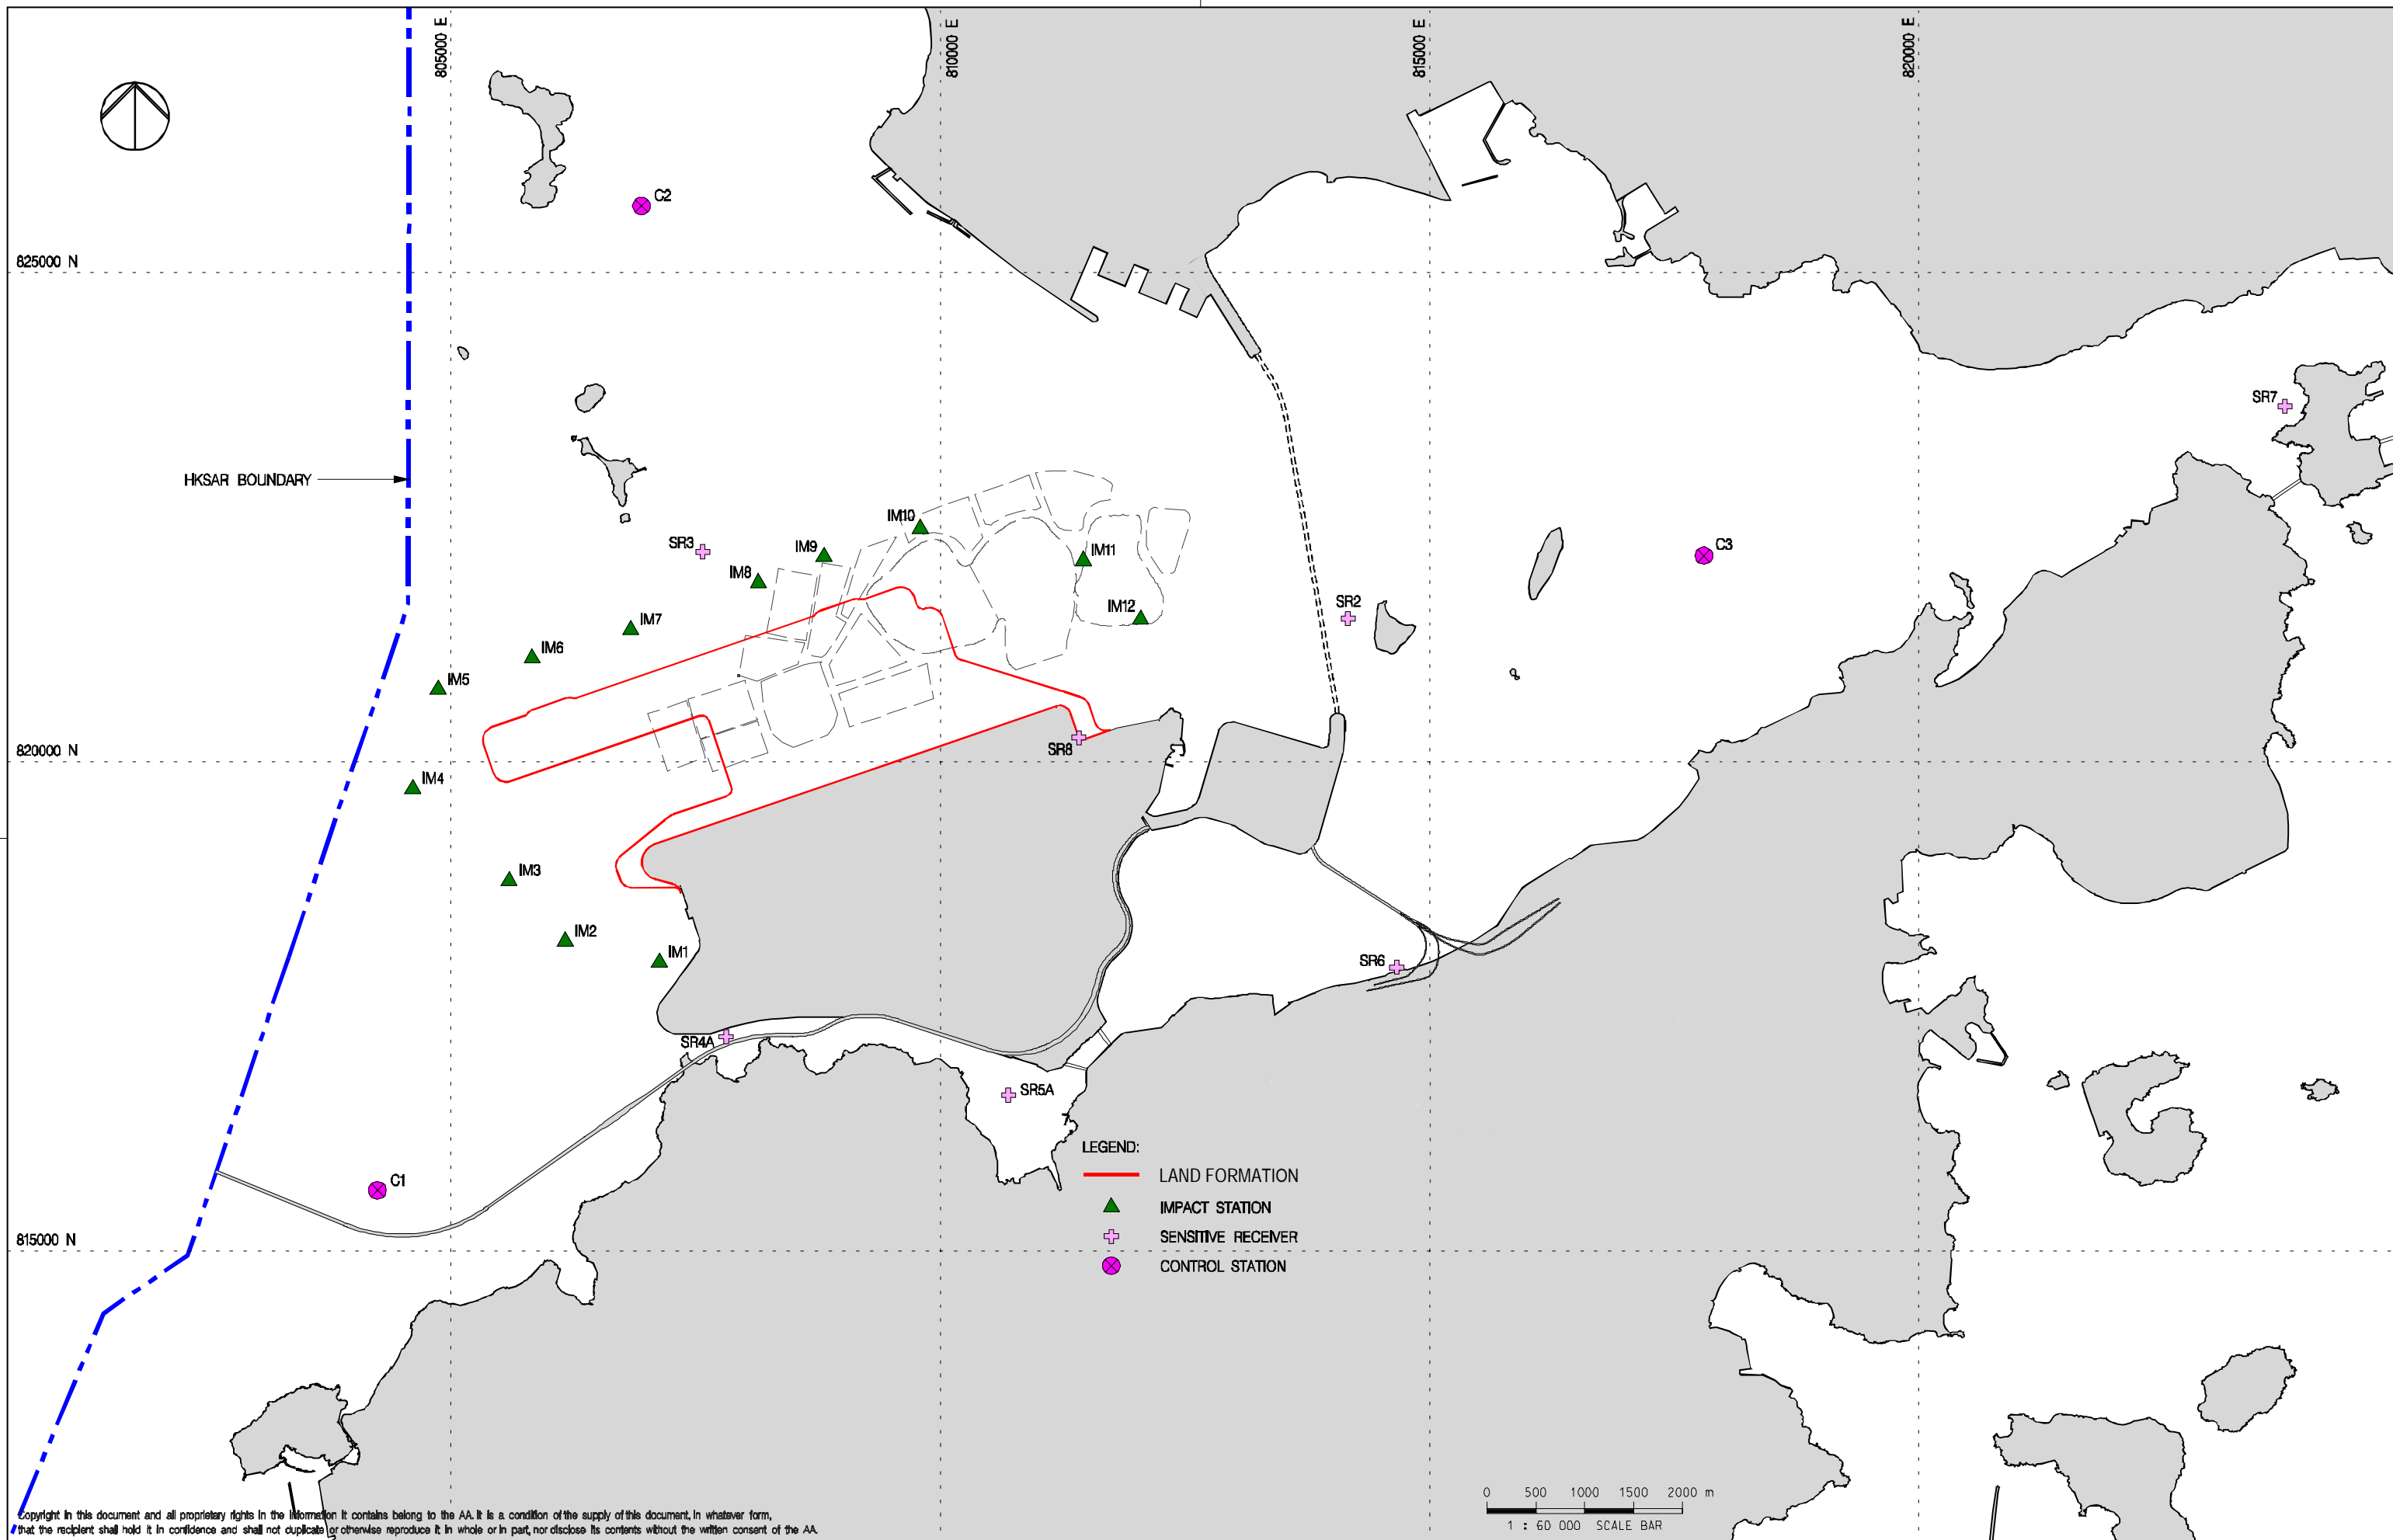 805000 E
810000 E
815000 E
820000 E
C2
825000 N
SR7
HKSAR BOUNDARY
IM10
SR3
IM9
IM11
C3
IM8
SR2
IM12
IM7
IM6
IM5
SR8
820000 N
IM4
IM3
IM2
IM1
SR6
SR4A
SR5A
LEGEND:
LAND FORMATION
C1
IMPACT STATION
SENSITIVE RECEIVER
815000 N
CONTROL STATION
0 500 1000 1500 2000 m
1 : 60 000 SCALE BAR
Copyright in this document and all proprietary rights in the information it contains belong to the AA. It is a condition of the supply of this document, in whatever form,
that the recipient shall hold it in confidence and shall not duplicate or otherwise reproduce it in whole or in part, nor disclose its contents without the written consent of the AA.